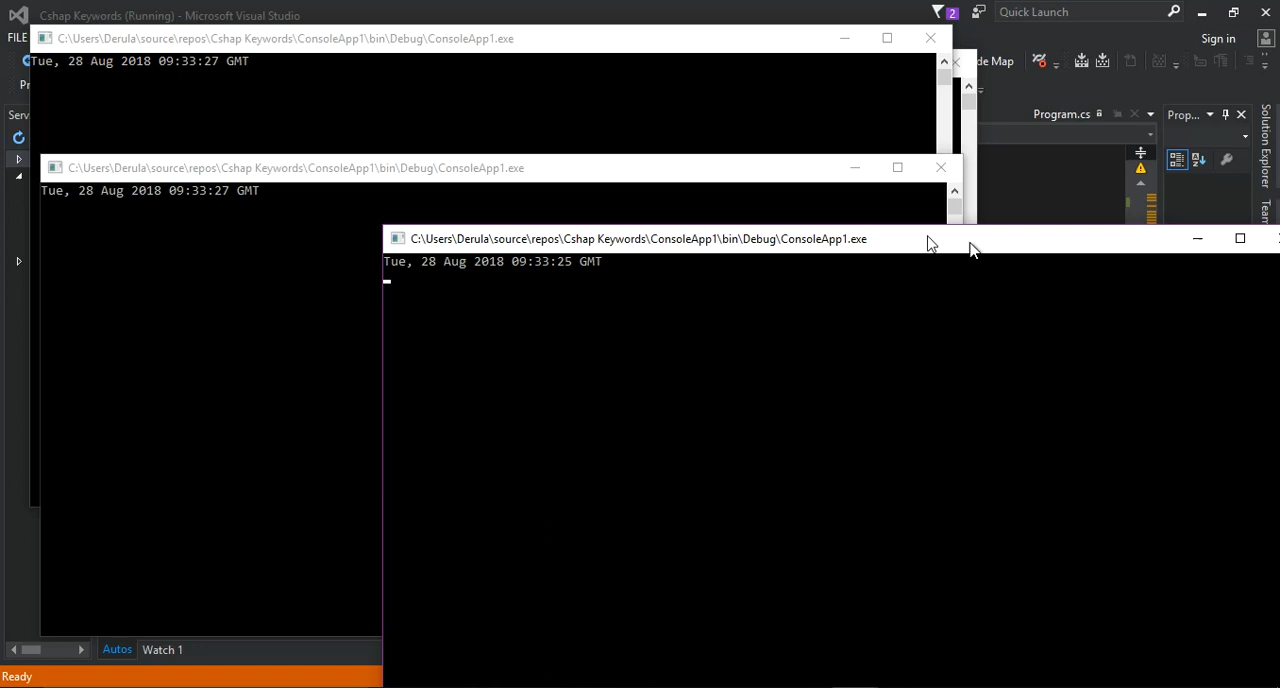 Cshap Keywords (Running) - Microsoft Visual Studio
2
Quick Launch
FILE
C:\Users\Derula\source\repos\Cshap Keywords\ConsoleApp1\bin\Debug\ConsoleApp1.exe
Sign in
Tue, 28 Aug 2018 09:33:27 GMT
de Map
Pr
Serv
Program.cs
Prop...
Solution Explorer
C:\Users\Derula\source\repos\Cshap Keywords\ConsoleApp1\bin\Debug\ConsoleApp1.exe
Tue, 28 Aug 2018 09:33:27 GMT
Tear
C:\Users\Derula\source\repos\Cshap Keywords\ConsoleApp1\bin\Debug\ConsoleApp1.exe
Tue, 28 Aug 2018 09:33:25 GMT
Autos
Watch 1
Ready